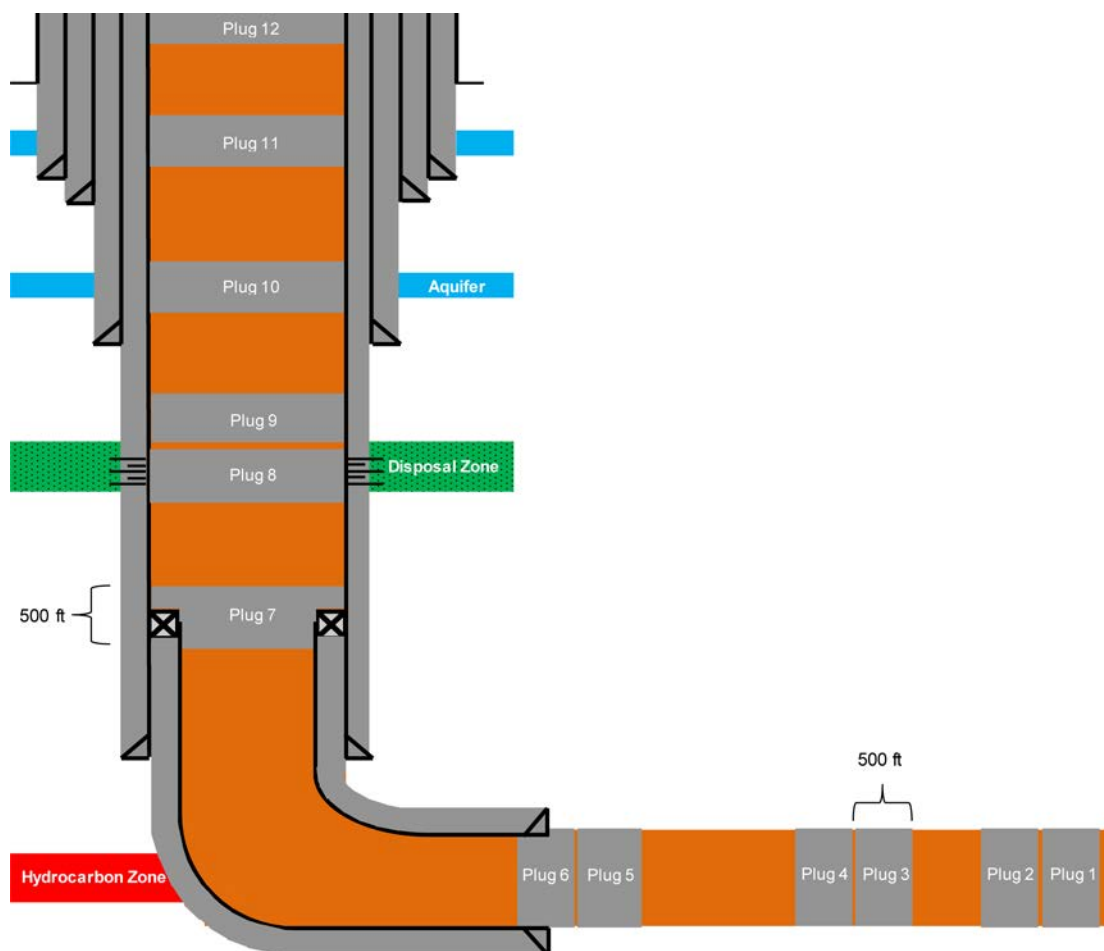 Plug 12
Plug 11
Plug 10
Aquifer
Plug 9
Disposal Zone
Plug 8
500 ft
Plug 7
500 ft
Hydrocarbon Zone
Plug 6
Plug 5
Plug 4
Plug 3
Plug 2
Plug 1